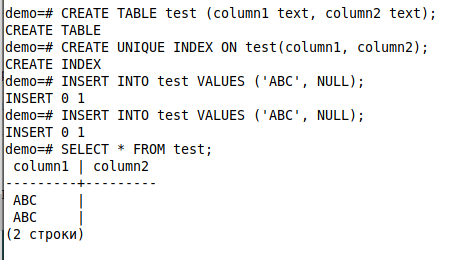 demo=# CREATE TABLE test (column1 text, column2 text);
CREATE TABLE
demo=# CREATE UNIQUE INDEX ON test(column1, column2);
CREATE INDEX
demo=# INSERT INTO test VALUES ('ABC', NULL);
INSERT 0 1
demo=# INSERT INTO test VALUES ('ABC', NULL);
INSERT 0 1
demo=# SELECT * FROM test;
 column1 | column2
---------+---------
 ABC     |
 ABC     |
(2 строки)